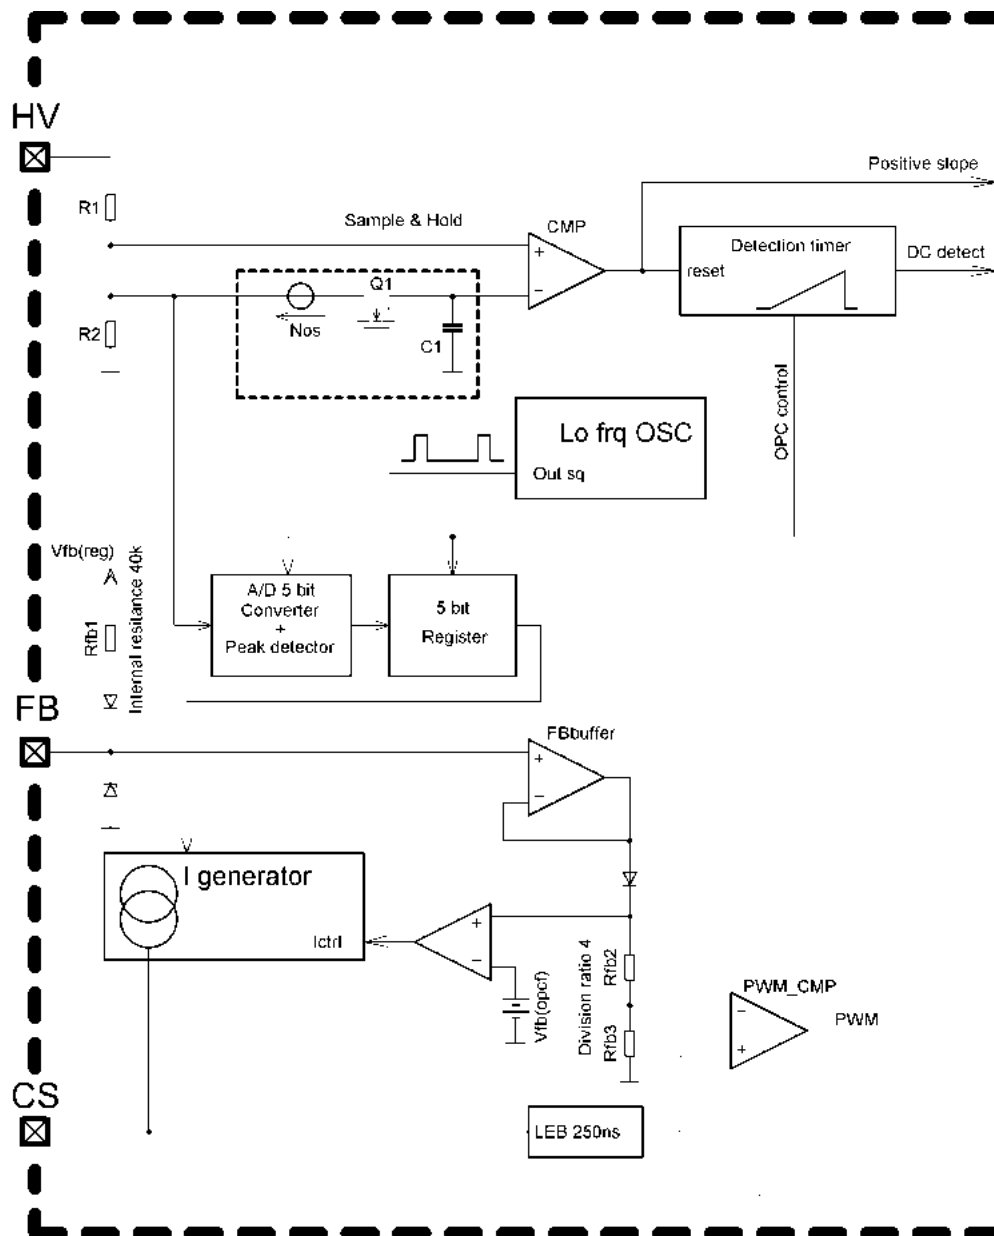 HV
Positive slope
R1
Sample & Hold
CMP
+
−
Detection timer
reset
DC detect
Q1
Nos
R2
C1
OPC control
Lo frq OSC
Out sq
Vfb(reg)
Internal resitance 40k
Rfb1
A/D 5 bit
Converter
+
Peak detector
5 bit
Register
FB
FBbuffer
+
−
I generator
Ictrl
+
−
Vfb(opcf)
Division ratio 4
Rfb2
Rfb3
PWM_CMP
−
+
PWM
CS
LEB 250ns